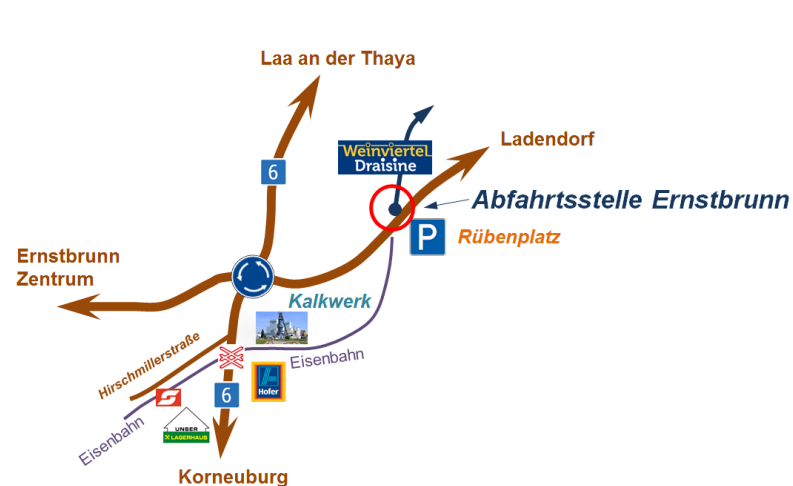 Laa an der Thaya
Ladendorf
Weinviertel
Draisine
6
Abfahrtsstelle Ernstbrunn
P
Rübenplatz
Ernstbrunn
Zentrum
Kalkwerk
Eisenbahn
Hirschmillerstraße
Hofer
6
Eisenbahn
UNSER
LAGERHAUS
Korneuburg